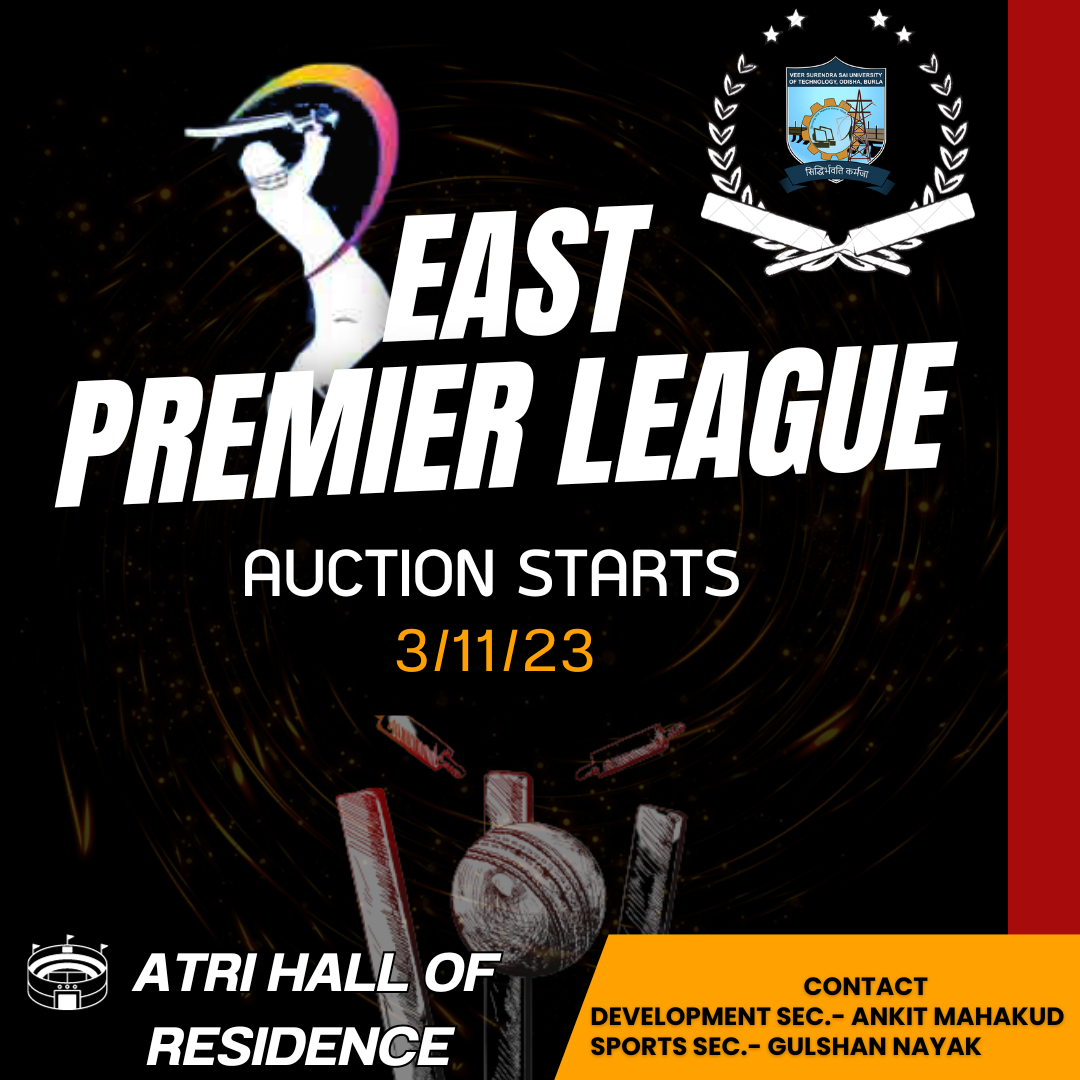 VEER SURENDRA SAI UNIVERSITY
OF TECHNOLOGY, ODISHA, BURLA
सिद्धिर्भवति कर्मजा
EAST
PREMIER LEAGUE
AUCTION STARTS
3/11/23
ATRI HALL OF
RESIDENCE
CONTACT
DEVELOPMENT SEC.- ANKIT MAHAKUD
SPORTS SEC.- GULSHAN NAYAK